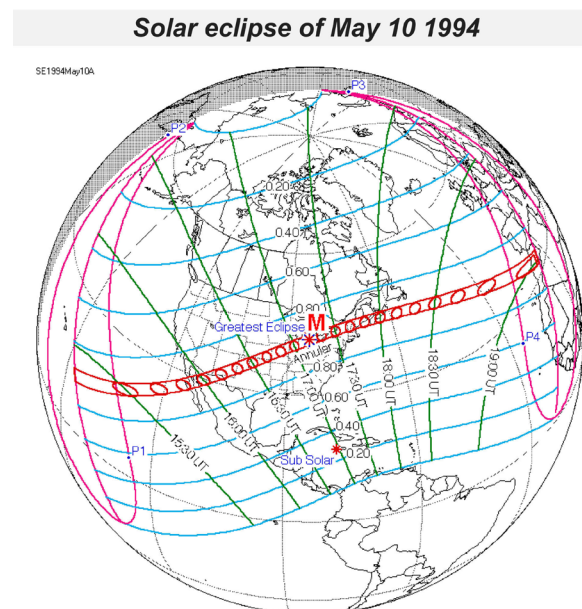 Solar eclipse of May 10 1994
SE1994May10A
P3
P2
0.20
0.40
0.60
0.80
Greatest Eclipse M
Annular
0.80
0.60
0.40
0.20
P4
P1
Sub Solar
15:30 UT
16:00 UT
16:30 UT
17:00 UT
17:30 UT
18:00 UT
18:30 UT
19:00 UT